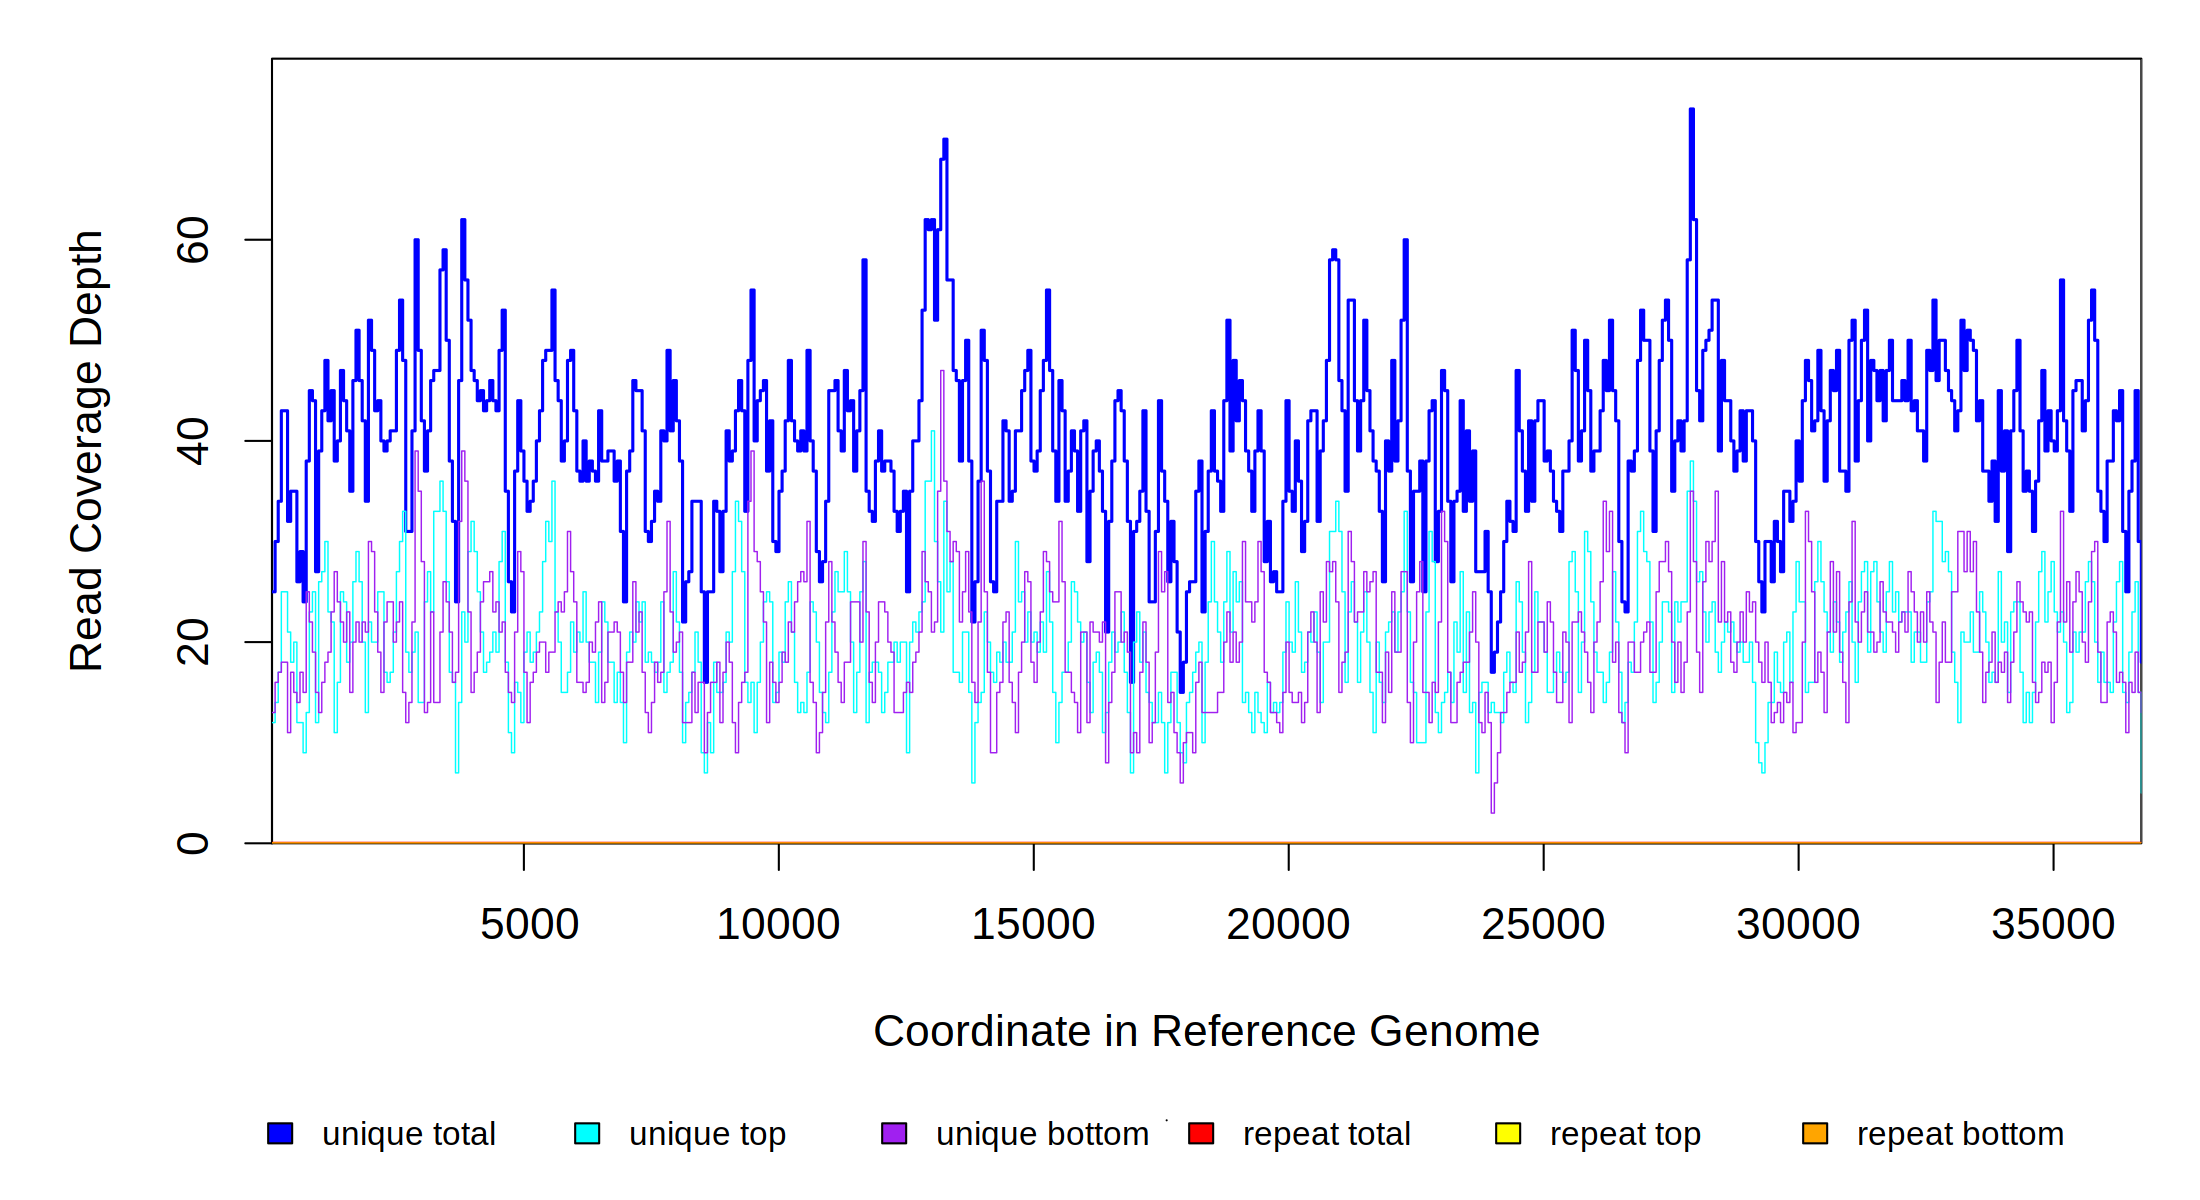 Read Coverage Depth
60
40
20
0
5000 10000 15000 20000 25000 30000 35000
Coordinate in Reference Genome
unique total unique top unique bottom repeat total repeat top repeat bottom